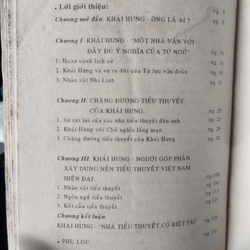 • Lời giới thiệu:
Chương mở đầu: KHÁI HƯNG - ÔNG LÀ AI ?
Chương I: KHÁI HƯNG - "MỘT NHÀ VĂN VỚI
ĐẦY ĐỦ Ý NGHĨA CỦA TỪ NGỮ"
1- Hoàn cảnh lịch sử
2- Khái Hưng và sự ra đời của Tự lực văn đoàn
3- Nhân vật Nhị Linh
Chương II: CHẶNG ĐƯỜNG TIỂU THUYẾT
CỦA KHÁI HƯNG.
1- Sự rút lui của các nhà tiểu thuyết đàn anh
2- Khái Hưng với Chủ nghĩa lãng mạn
3- Chặng đường tiểu thuyết của Khái Hưng.
Chương III: KHÁI HƯNG - NGƯỜI GÓP PHẦN
XÂY DỰNG NỀN TIỂU THUYẾT VIỆT NAM
HIỆN ĐẠI.
1- Nhân vật tiểu thuyết
2- Ngôn ngữ tiểu thuyết
3- Kết cấu tiểu thuyết
Chương kết luận
KHÁI HƯNG - "NHÀ TIỂU THUYẾT CÓ BIỆT TÀI"
• PHỤ LỤC